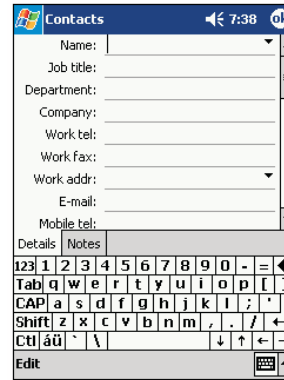 Contacts 7:38 ok
Name:
Job title:
Department:
Company:
Work tel:
Work fax:
Work addr:
E-mail:
Mobile tel:
Details Notes
123 1 2 3 4 5 6 7 8 9 0 - =
Tab q w e r t y u i o p [ ]
CAP a s d f g h j k l ; '
Shift z x c v b n m , . /
Ctl áü ` \
Edit